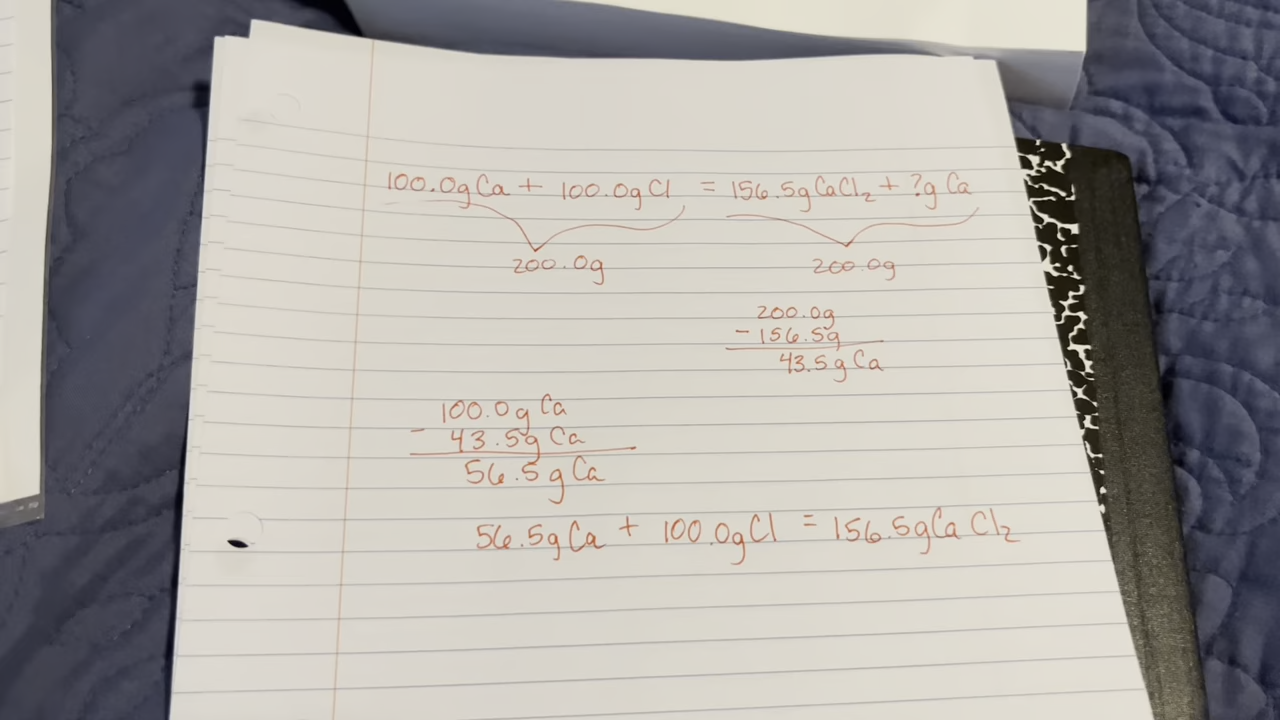 100.0g Ca + 100.0g Cl = 156.5g CaCl₂ + ?g Ca
200.0g 200.0g
200.0g
- 156.5g
43.5g Ca
100.0g Ca
- 43.5g Ca
56.5g Ca
56.5g Ca + 100.0g Cl = 156.5g CaCl₂